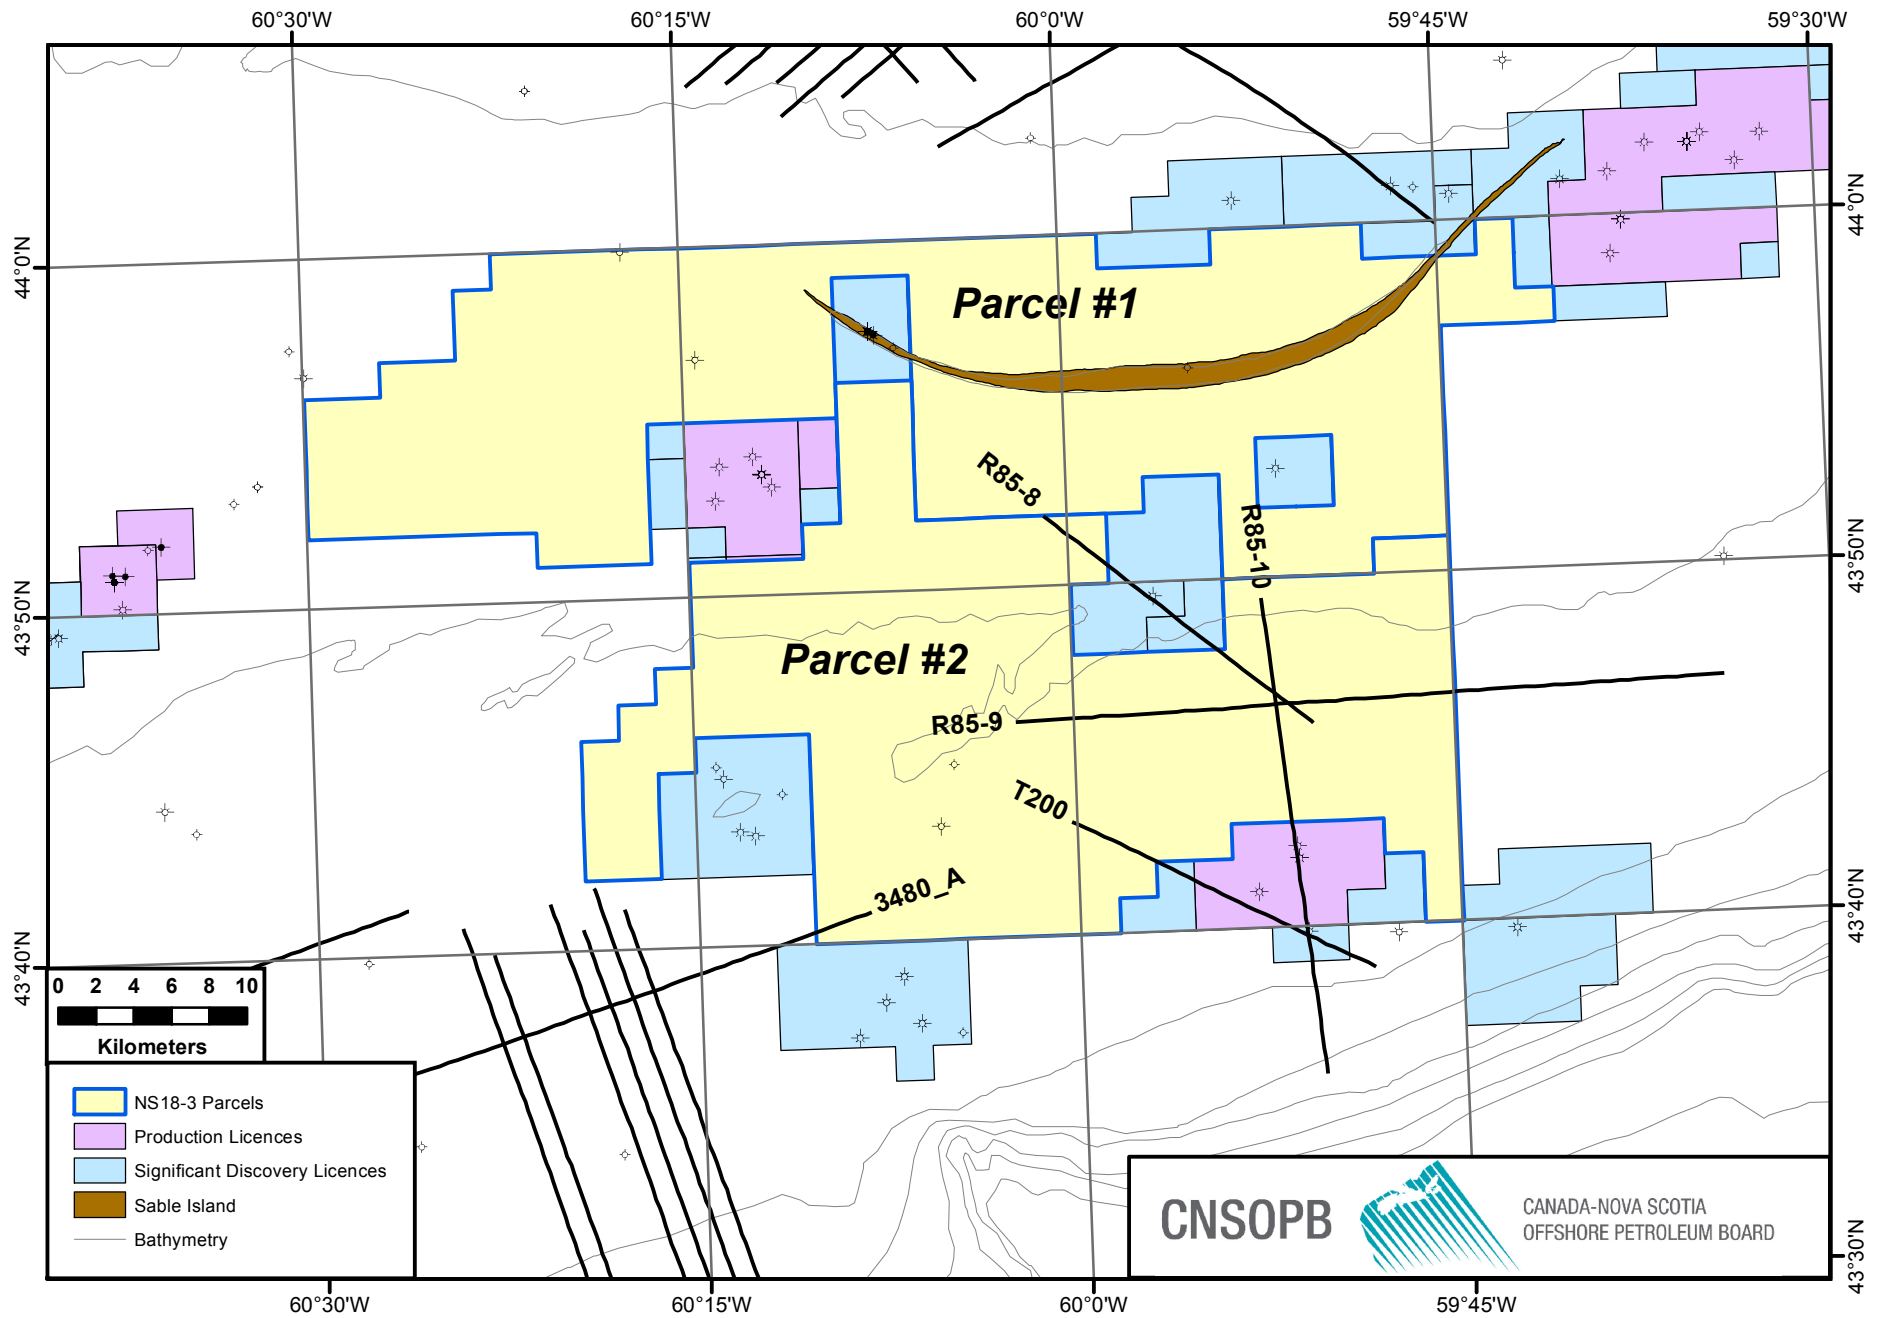 60°30'W
60°15'W
60°0'W
59°45'W
59°30'W
44°0'N
44°0'N
Parcel #1
R85-8
R85-10
43°50'N
43°50'N
Parcel #2
R85-9
T200
3480_A
43°40'N
43°40'N
0 2 4 6 8 10
Kilometers
NS18-3 Parcels
Production Licences
Significant Discovery Licences
Sable Island
Bathymetry
CNSOPB
CANADA-NOVA SCOTIA
OFFSHORE PETROLEUM BOARD
43°30'N
60°30'W
60°15'W
60°0'W
59°45'W